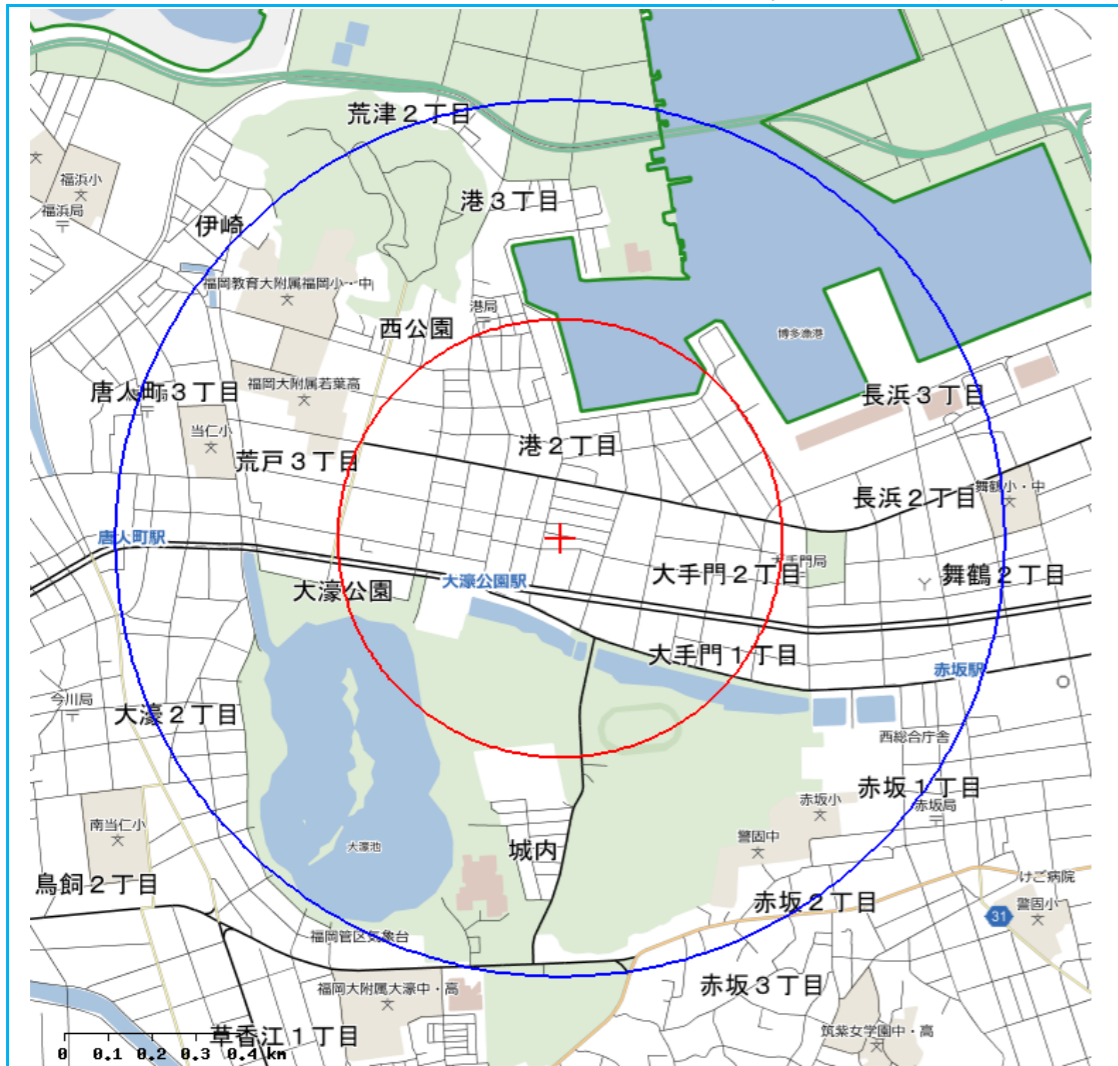 荒津２丁目
福浜小
港３丁目
福浜局
伊崎
福岡教育大附属福岡小・中
港局
西公園
博多漁港
唐人町３丁目
福岡大附属若葉高
長浜３丁目
当仁小
港２丁目
荒戸３丁目
長浜２丁目
舞鶴小・中
唐人町駅
大手門局
大濠公園駅
大手門２丁目
舞鶴２丁目
大濠公園
大手門１丁目
赤坂駅
今川局
大濠２丁目
西総合庁舎
赤坂１丁目
赤坂小
赤坂局
南当仁小
警固中
大濠池
城内
鳥飼２丁目
けご病院
赤坂２丁目
警固小
31
福岡管区気象台
赤坂３丁目
福岡大附属大濠中・高
草香江１丁目
筑紫女学園中・高
0 0.1 0.2 0.3 0.4 km